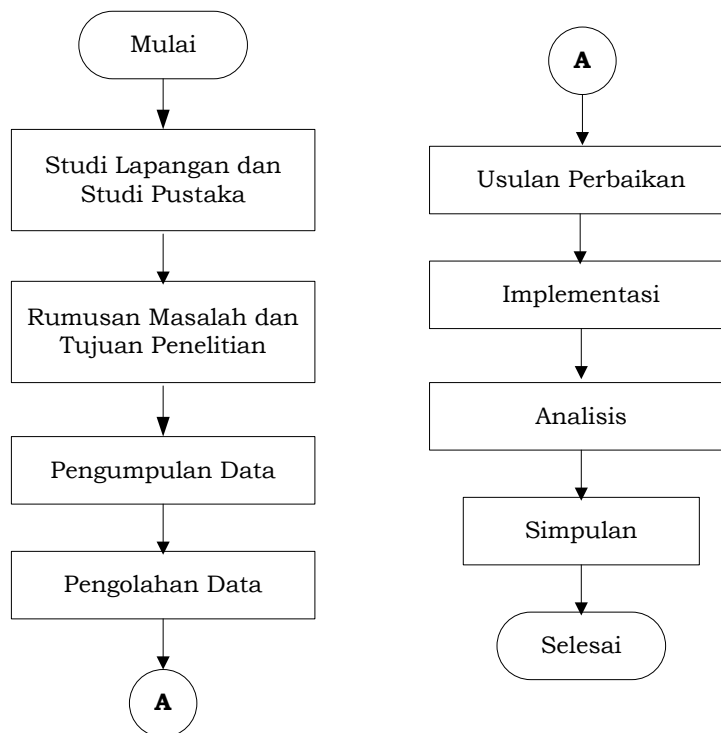 Mulai
Studi Lapangan dan
Studi Pustaka
Rumusan Masalah dan
Tujuan Penelitian
Pengumpulan Data
Pengolahan Data
A
A
Usulan Perbaikan
Implementasi
Analisis
Simpulan
Selesai